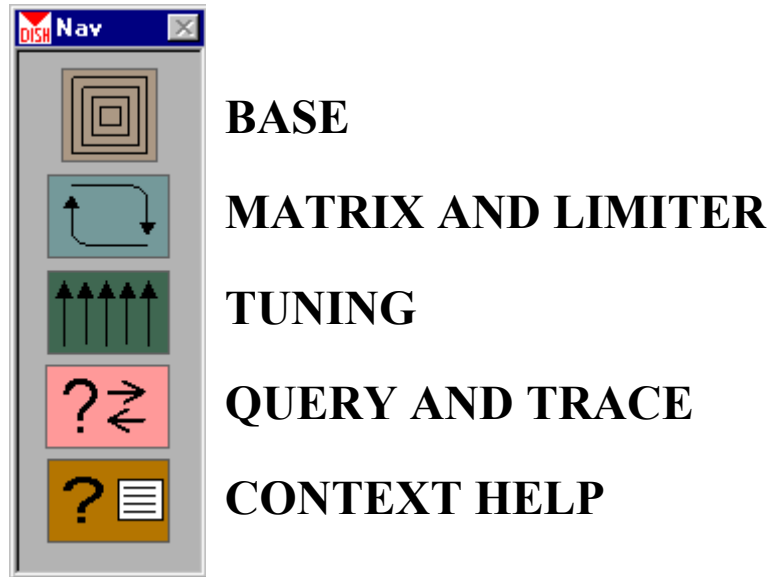 DISH Nav
BASE
MATRIX AND LIMITER
TUNING
?
QUERY AND TRACE
?
CONTEXT HELP